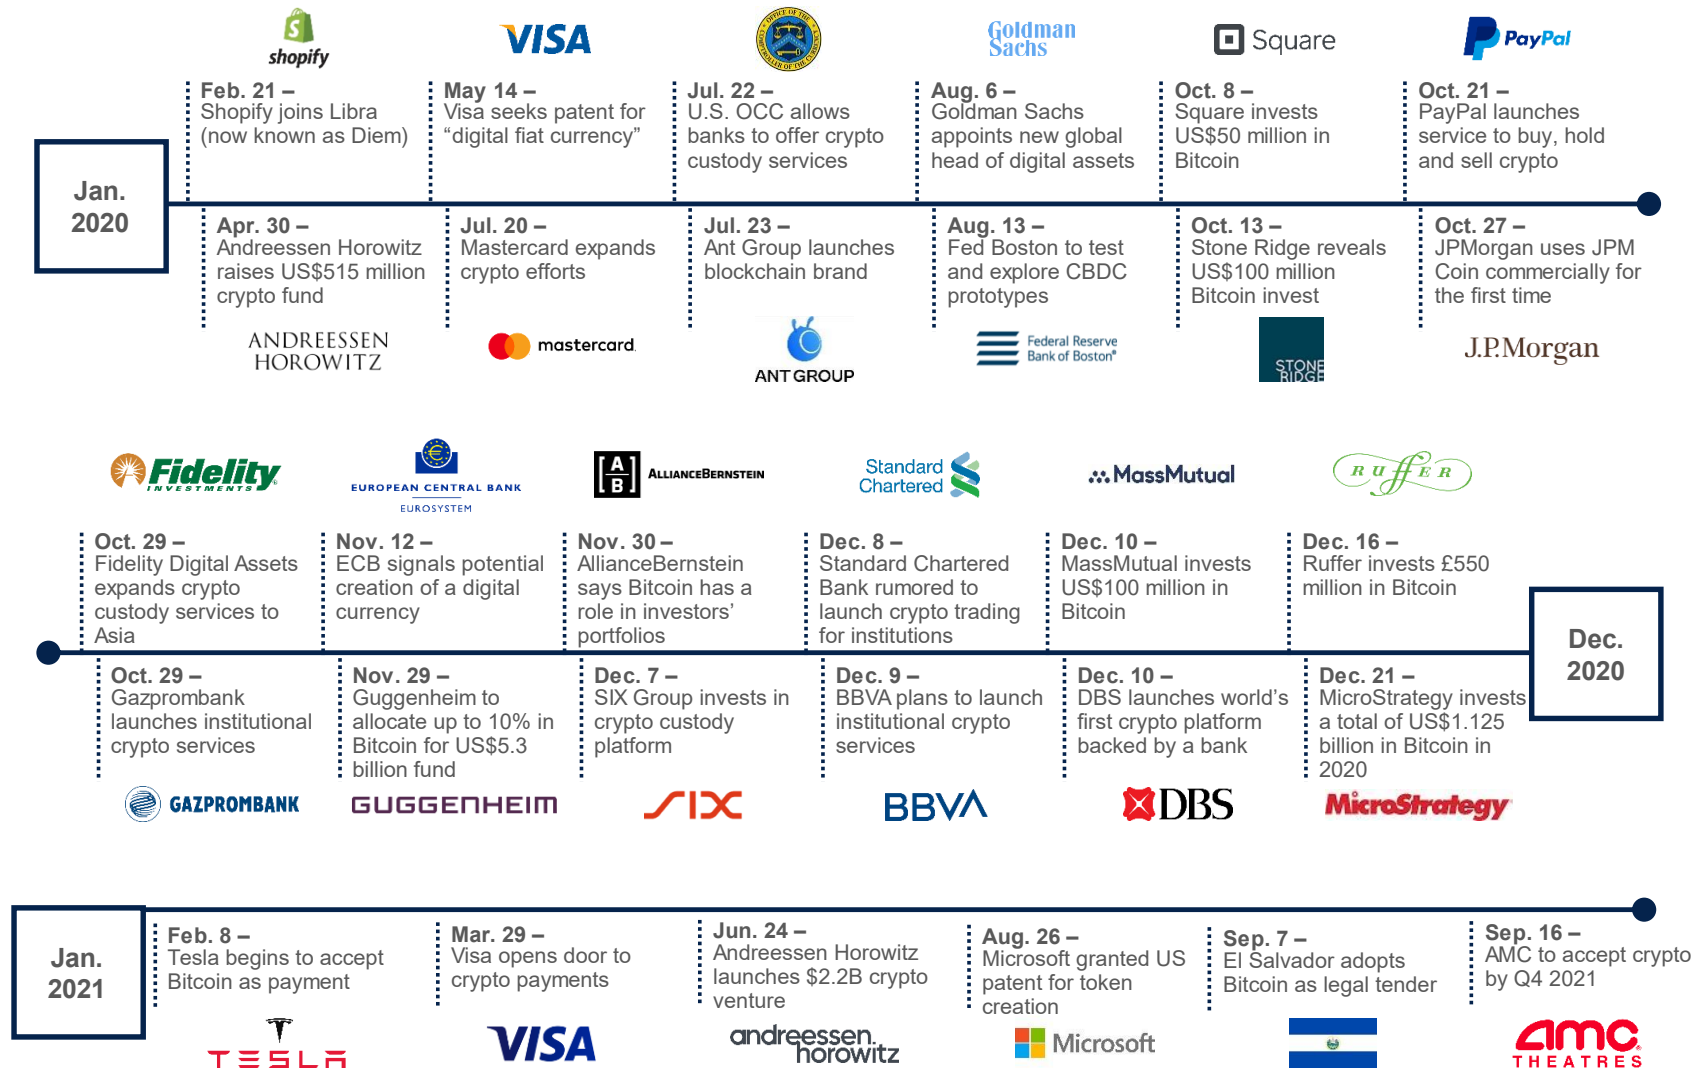 shopify
VISA
OFFICE OF THE
COMPTROLLER OF THE CURRENCY
Goldman
Sachs
Square
PayPal
Feb. 21 –
Shopify joins Libra
(now known as Diem)
May 14 –
Visa seeks patent for
“digital fiat currency”
Jul. 22 –
U.S. OCC allows
banks to offer crypto
custody services
Aug. 6 –
Goldman Sachs
appoints new global
head of digital assets
Oct. 8 –
Square invests
US$50 million in
Bitcoin
Oct. 21 –
PayPal launches
service to buy, hold
and sell crypto
Jan.
2020
Apr. 30 –
Andreessen Horowitz
raises US$515 million
crypto fund
Jul. 20 –
Mastercard expands
crypto efforts
Jul. 23 –
Ant Group launches
blockchain brand
Aug. 13 –
Fed Boston to test
and explore CBDC
prototypes
Oct. 13 –
Stone Ridge reveals
US$100 million
Bitcoin invest
Oct. 27 –
JPMorgan uses JPM
Coin commercially for
the first time
ANDREESSEN
HOROWITZ
mastercard.
ANT GROUP
Federal Reserve
Bank of Boston®
STONE
RIDGE
J.P.Morgan
Fidelity
INVESTMENTS
EUROPEAN CENTRAL BANK
EUROSYSTEM
[A
B]
ALLIANCEBERNSTEIN
Standard
Chartered
MassMutual
RUFFER
Oct. 29 –
Fidelity Digital Assets
expands crypto
custody services to
Asia
Nov. 12 –
ECB signals potential
creation of a digital
currency
Nov. 30 –
AllianceBernstein
says Bitcoin has a
role in investors’
portfolios
Dec. 8 –
Standard Chartered
Bank rumored to
launch crypto trading
for institutions
Dec. 10 –
MassMutual invests
US$100 million in
Bitcoin
Dec. 16 –
Ruffer invests £550
million in Bitcoin
Dec.
2020
Oct. 29 –
Gazprombank
launches institutional
crypto services
Nov. 29 –
Guggenheim to
allocate up to 10% in
Bitcoin for US$5.3
billion fund
Dec. 7 –
SIX Group invests in
crypto custody
platform
Dec. 9 –
BBVA plans to launch
institutional crypto
services
Dec. 10 –
DBS launches world’s
first crypto platform
backed by a bank
Dec. 21 –
MicroStrategy invests
a total of US$1.125
billion in Bitcoin in
2020
GAZPROMBANK
GUGGENHEIM
SIX
BBVA
DBS
MicroStrategy
Jan.
2021
Feb. 8 –
Tesla begins to accept
Bitcoin as payment
Mar. 29 –
Visa opens door to
crypto payments
Jun. 24 –
Andreessen Horowitz
launches $2.2B crypto
venture
Aug. 26 –
Microsoft granted US
patent for token
creation
Sep. 7 –
El Salvador adopts
Bitcoin as legal tender
Sep. 16 –
AMC to accept crypto
by Q4 2021
TESLA
VISA
andreessen.
horowitz
Microsoft
amc
THEATRES